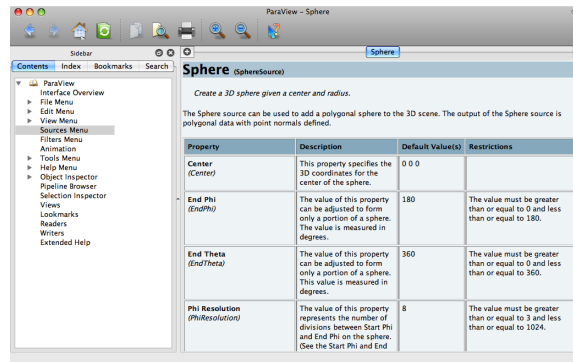 ParaView – Sphere
Sidebar
Contents
Index
Bookmarks
Search
ParaView
Interface Overview
File Menu
Edit Menu
View Menu
Sources Menu
Filters Menu
Animation
Tools Menu
Help Menu
Object Inspector
Pipeline Browser
Selection Inspector
Views
Lookmarks
Readers
Writers
Extended Help
Sphere
Sphere (SphereSource)
Create a 3D sphere given a center and radius.
The Sphere source can be used to add a polygonal sphere to the 3D scene. The output of the Sphere source is
polygonal data with point normals defined.
Property Description Default Value(s) Restrictions
Center
(Center)
This property specifies the
3D coordinates for the
center of the sphere.
0 0 0
End Phi
(EndPhi)
The value of this property
can be adjusted to form
only a portion of a sphere.
The value is measured in
degrees.
180
The value must be greater
than or equal to 0 and less
than or equal to 180.
End Theta
(EndTheta)
The value of this property
can be adjusted to form
only a portion of a sphere.
This value is measured in
degrees.
360
The value must be greater
than or equal to 0 and less
than or equal to 360.
Phi Resolution
(PhiResolution)
The value of this property
represents the number of
divisions between Start Phi
and End Phi on the sphere.
(See the Start Phi and End
8
The value must be greater
than or equal to 3 and less
than or equal to 1024.